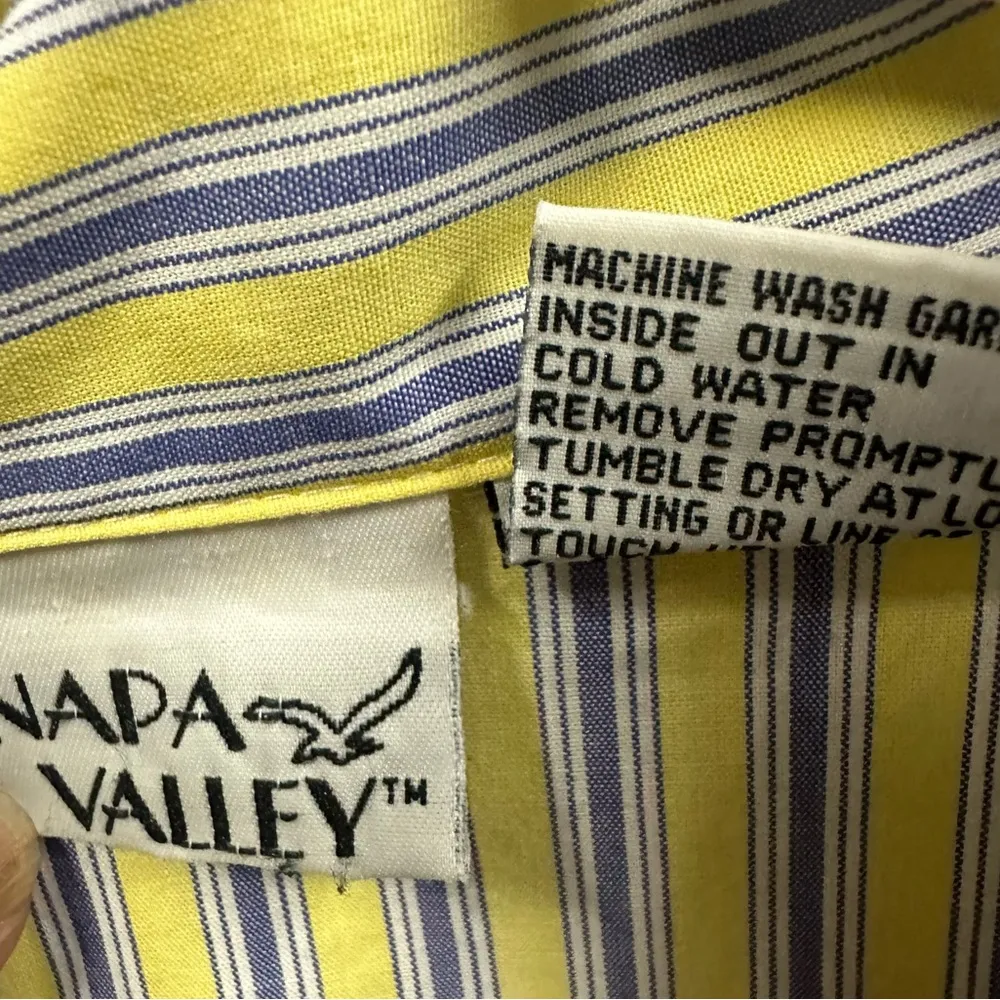 NAPA
VALLEY™
MACHINE WASH GAR
INSIDE OUT IN
COLD WATER
REMOVE PROMPTL
TUMBLE DRY AT LO
SETTING OR LINE
TOUCH